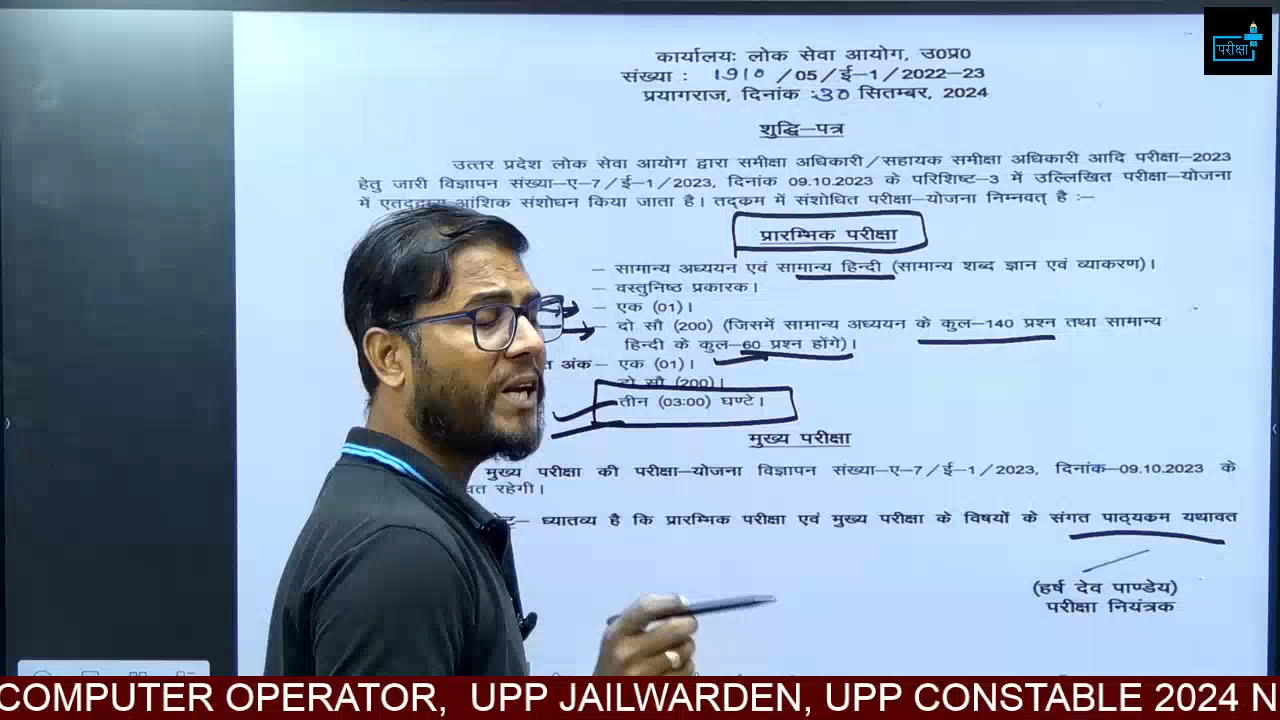 परीक्षा
कार्यालयः लोक सेवा आयोग, उ0प्र0
संख्या : 1910 /05/ई-1/2022-23
प्रयागराज, दिनांक :30 सितम्बर, 2024
शुद्धि-पत्र
उत्तर प्रदेश लोक सेवा आयोग द्वारा समीक्षा अधिकारी/सहायक समीक्षा अधिकारी आदि परीक्षा-2023
हेतु जारी विज्ञापन संख्या-ए-7/ई-1/2023, दिनांक 09.10.2023 के परिशिष्ट-3 में उल्लिखित परीक्षा-योजना
में एतद्द्वारा आंशिक संशोधन किया जाता है। तद्क्रम में संशोधित परीक्षा-योजना निम्नवत् है :-
प्रारम्भिक परीक्षा
- सामान्य अध्ययन एवं सामान्य हिन्दी (सामान्य शब्द ज्ञान एवं व्याकरण)।
- वस्तुनिष्ठ प्रकारक।
- एक (01)।
- दो सौ (200) (जिसमें सामान्य अध्ययन के कुल-140 प्रश्न तथा सामान्य
हिन्दी के कुल-60 प्रश्न होंगे)।
अंक- एक (01)।
दो सौ (200)।
तीन (03:00) घण्टे।
मुख्य परीक्षा
मुख्य परीक्षा की परीक्षा-योजना विज्ञापन संख्या-ए-7/ई-1/2023, दिनांक-09.10.2023 के
वत रहेगी।
ध्यातव्य है कि प्रारम्भिक परीक्षा एवं मुख्य परीक्षा के विषयों के संगत पाठ्यक्रम यथावत
(हर्ष देव पाण्डेय)
परीक्षा नियंत्रक
COMPUTER OPERATOR, UPP JAILWARDEN, UPP CONSTABLE 2024 N